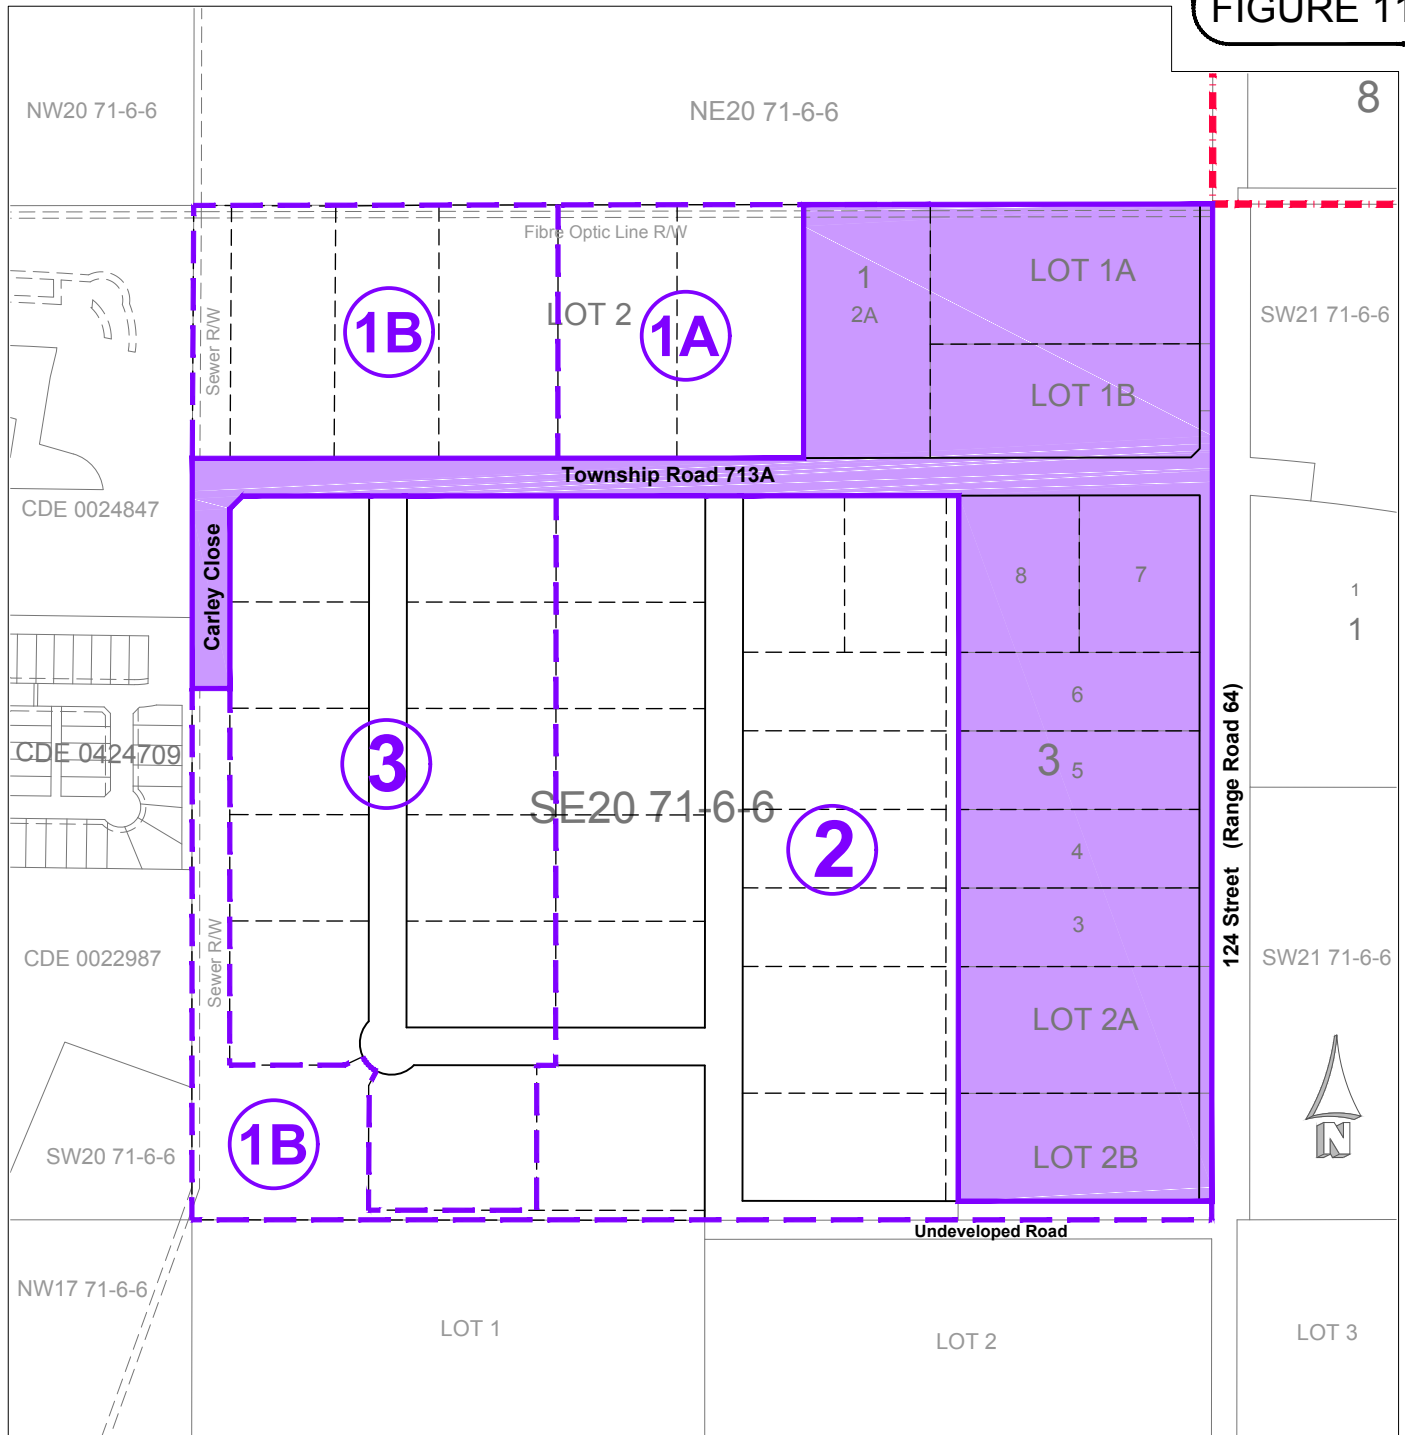 FIGURE 11
NW20 71-6-6
NE20 71-6-6
8
Fibre Optic Line R/W
1
2A
LOT 1A
LOT 2
1B
1A
SW21 71-6-6
Sewer R/W
LOT 1B
Township Road 713A
CDE 0024847
Carley Close
8
7
1
1
6
3
5
CDE 0424709
3
SE20 71-6-6
2
4
124 Street (Range Road 64)
3
CDE 0022987
Sewer R/W
SW21 71-6-6
LOT 2A
1B
SW20 71-6-6
LOT 2B
N
Undeveloped Road
NW17 71-6-6
LOT 1
LOT 2
LOT 3